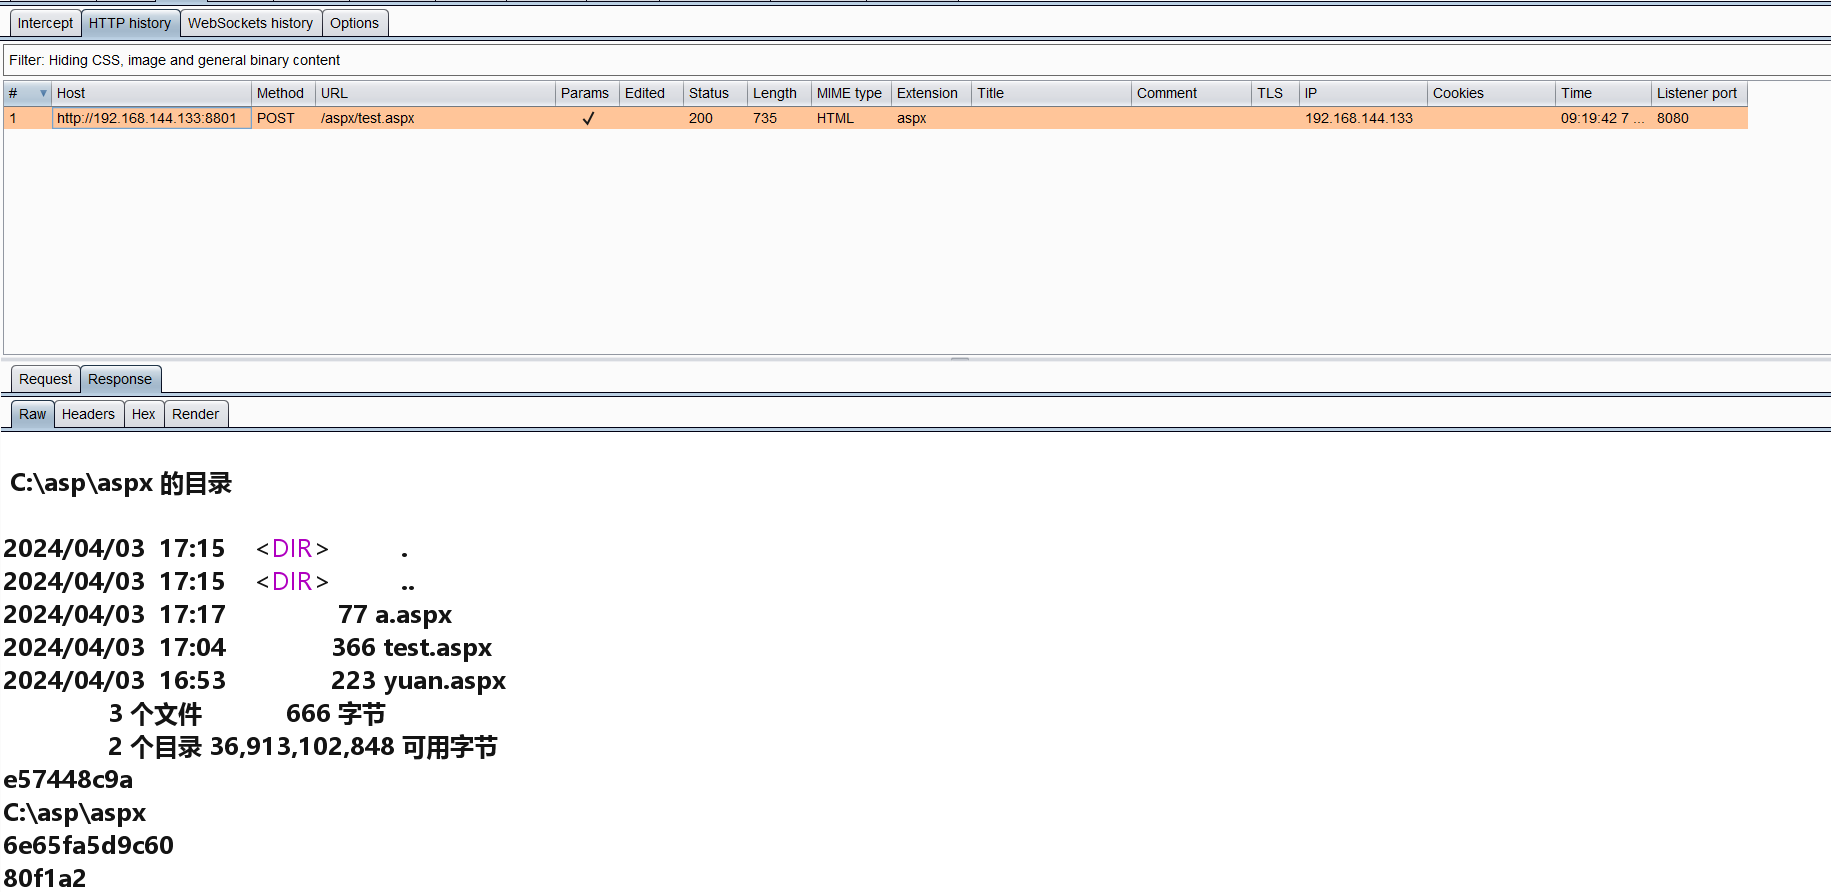 Intercept HTTP history WebSockets history Options
Filter: Hiding CSS, image and general binary content
# Host Method URL Params Edited Status Length MIME type Extension Title Comment TLS IP Cookies Time Listener port
1 http://192.168.144.133:8801 POST /aspx/test.aspx ✓ 200 735 HTML aspx 192.168.144.133 09:19:42 7 ... 8080
Request Response
Raw Headers Hex Render
C:\asp\aspx 的目录
2024/04/03 17:15 <DIR> .
2024/04/03 17:15 <DIR> ..
2024/04/03 17:17 77 a.aspx
2024/04/03 17:04 366 test.aspx
2024/04/03 16:53 223 yuan.aspx
3 个文件 666 字节
2 个目录 36,913,102,848 可用字节
e57448c9a
C:\asp\aspx
6e65fa5d9c60
80f1a2